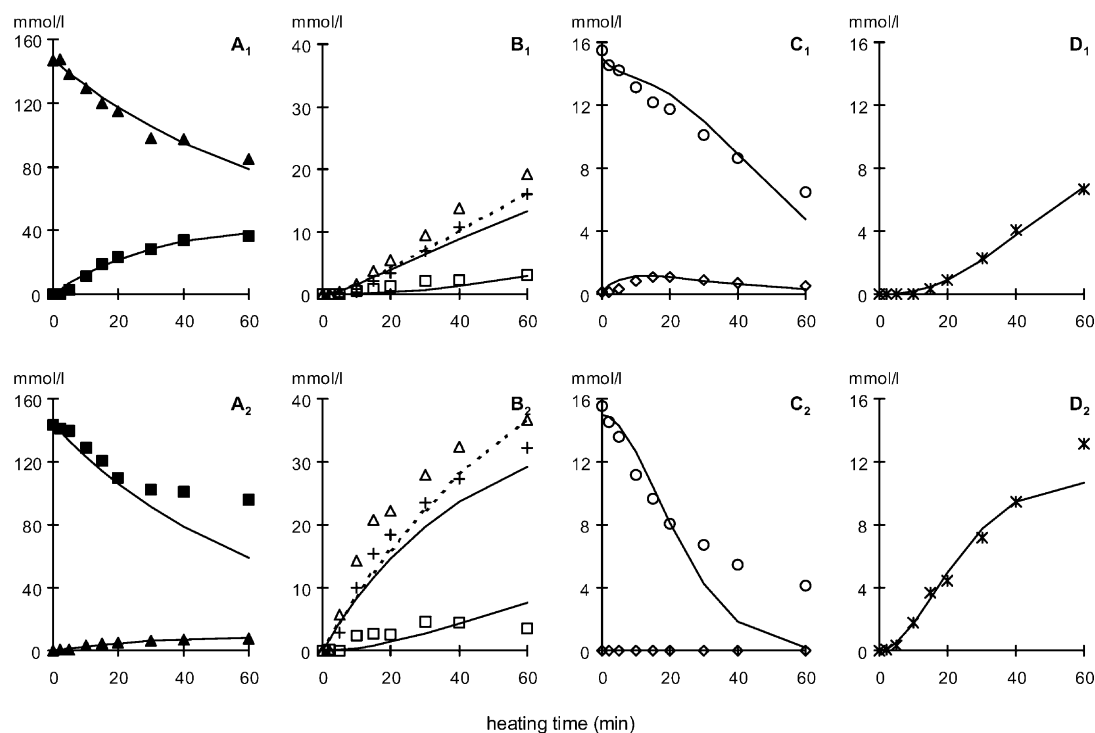 mmol/l mmol/l mmol/l mmol/l
A1 B1 C1 D1
160 40 16 16
120 30 12 12
80 20 8 8
40 10 4 4
0 0 0 0
0 20 40 60 0 20 40 60 0 20 40 60 0 20 40 60
mmol/l mmol/l mmol/l mmol/l
A2 B2 C2 D2
160 40 16 16
120 30 12 12
80 20 8 8
40 10 4 4
0 0 0 0
0 20 40 60 0 20 40 60 0 20 40 60 0 20 40 60
heating time (min)